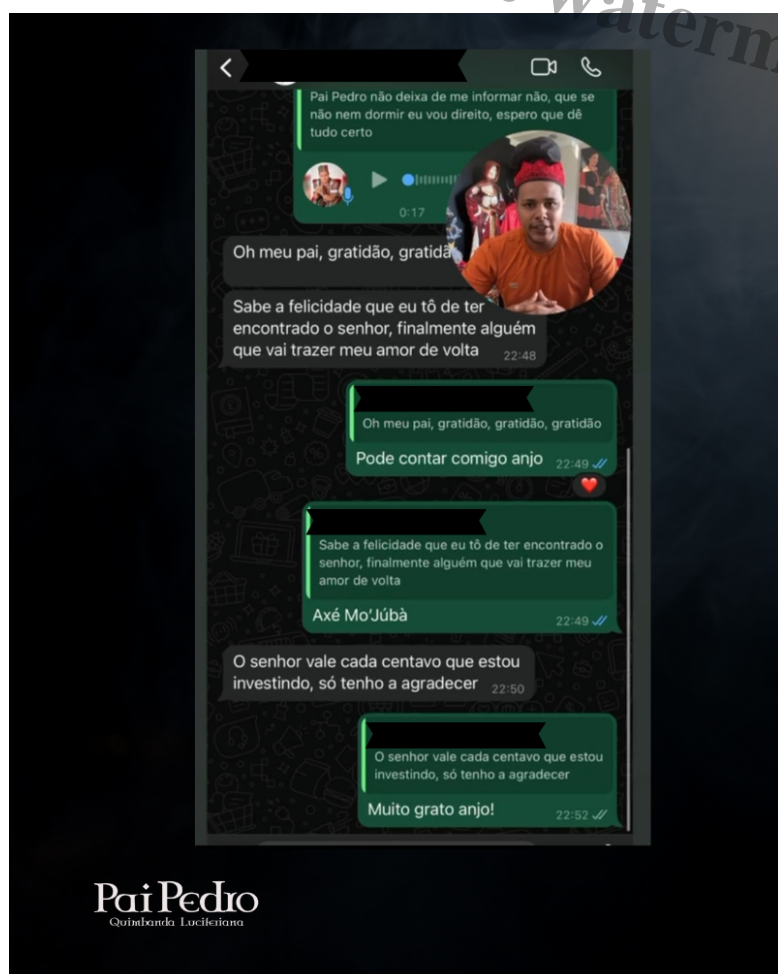 Pai Pedro não deixa de me informar não, que se
não nem dormir eu vou direito, espero que dê
tudo certo
0:17
Oh meu pai, gratidão, gratidã
Sabe a felicidade que eu tô de ter
encontrado o senhor, finalmente alguém
que vai trazer meu amor de volta 22:48
Oh meu pai, gratidão, gratidão, gratidão
Pode contar comigo anjo 22:49
Sabe a felicidade que eu tô de ter encontrado o
senhor, finalmente alguém que vai trazer meu
amor de volta
Axé Mo'Júbà 22:49
O senhor vale cada centavo que estou
investindo, só tenho a agradecer 22:50
O senhor vale cada centavo que estou
investindo, só tenho a agradecer
Muito grato anjo! 22:52
Pai Pedro
Quimbanda Luciferiana